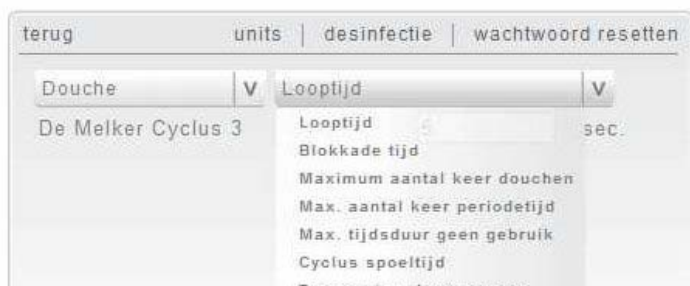 terug units | desinfectie | wachtwoord resetten
Douche V Looptijd V
De Melker Cyclus 3 sec.
Looptijd
Blokkade tijd
Maximum aantal keer douchen
Max. aantal keer periodetijd
Max. tijdsduur geen gebruik
Cyclus spoeltijd